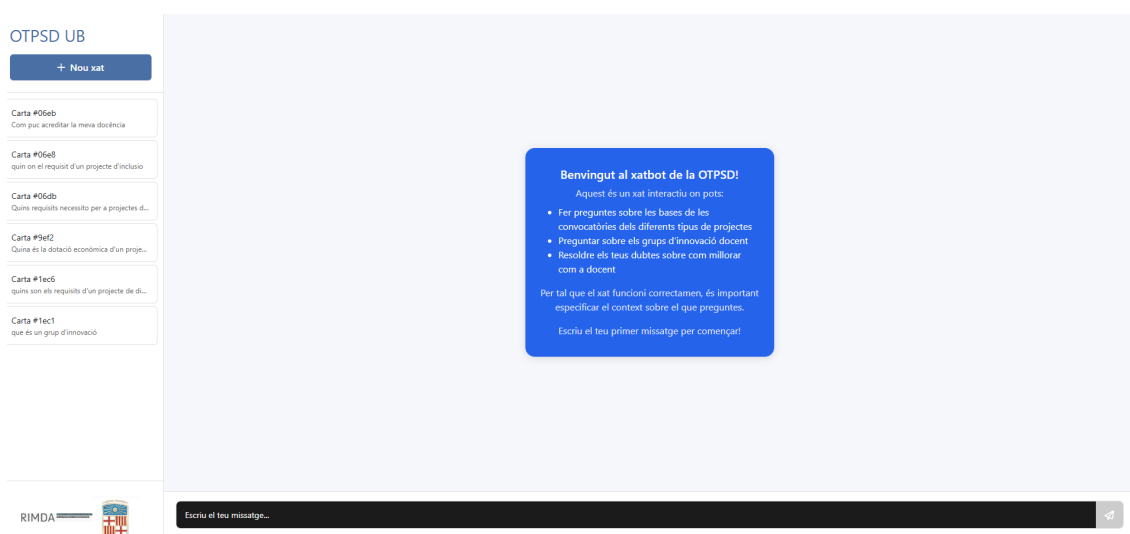 OTPSD UB
+ Nou xat
Carta #06eb
Com puc acreditar la meva docència
Carta #06e8
quin on el requisit d'un projecte d'inclusio
Carta #06db
Quins requisits necessito per a projectes d...
Carta #9ef2
Quina és la dotació econòmica d'un proje...
Carta #1ec6
quins son els requisits d'un projecte de di...
Carta #1ec1
que és un grup d'innovació
RIMDA
Benvingut al xatbot de la OTPSD!
Aquest és un xat interactiu on pots:
• Fer preguntes sobre les bases de les
convocatòries dels diferents tipus de projectes
• Preguntar sobre els grups d'innovació docent
• Resoldre els teus dubtes sobre com millorar
com a docent
Per tal que el xat funcioni correctamen, és important
especificar el context sobre el que preguntes.
Escriu el teu primer missatge per començar!
Escriu el teu missatge...